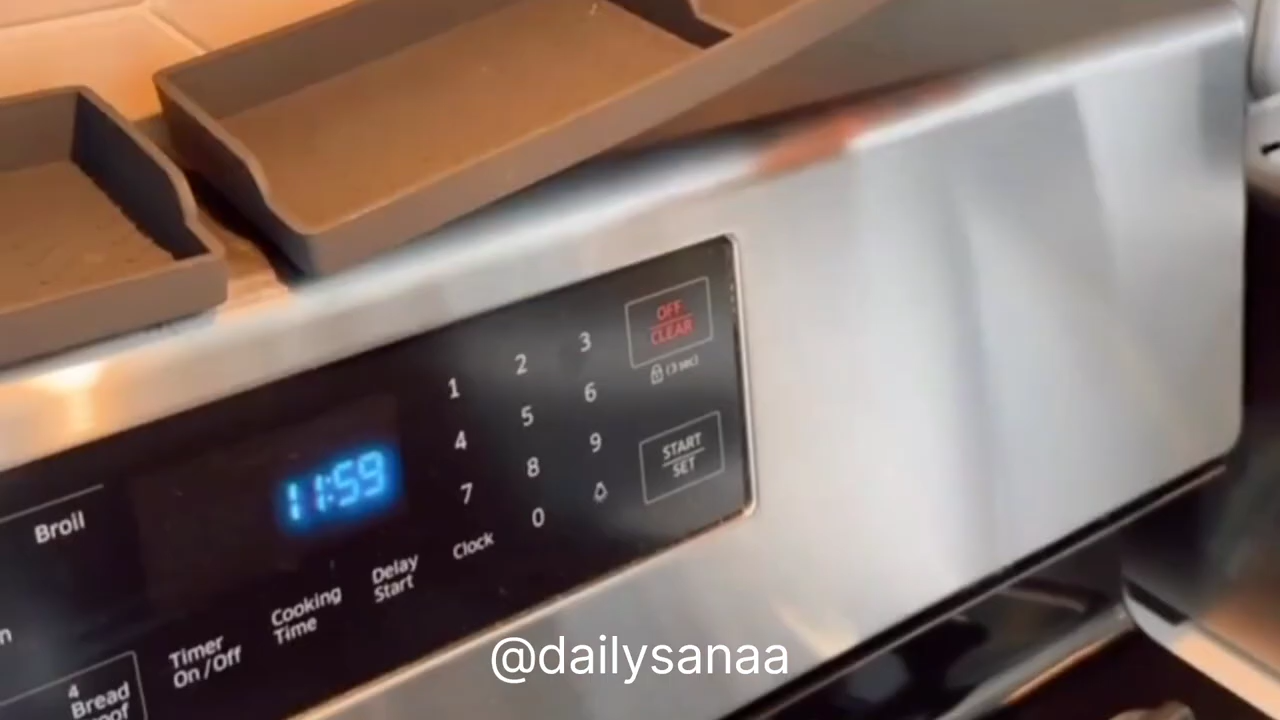 OFF
CLEAR
(3 sec)
1 2 3
4 5 6
7 8 9
0
START
SET
11:59
Broil
Clock
Delay
Start
Cooking
Time
Timer
On/Off
4
Bread
@dailysanaa